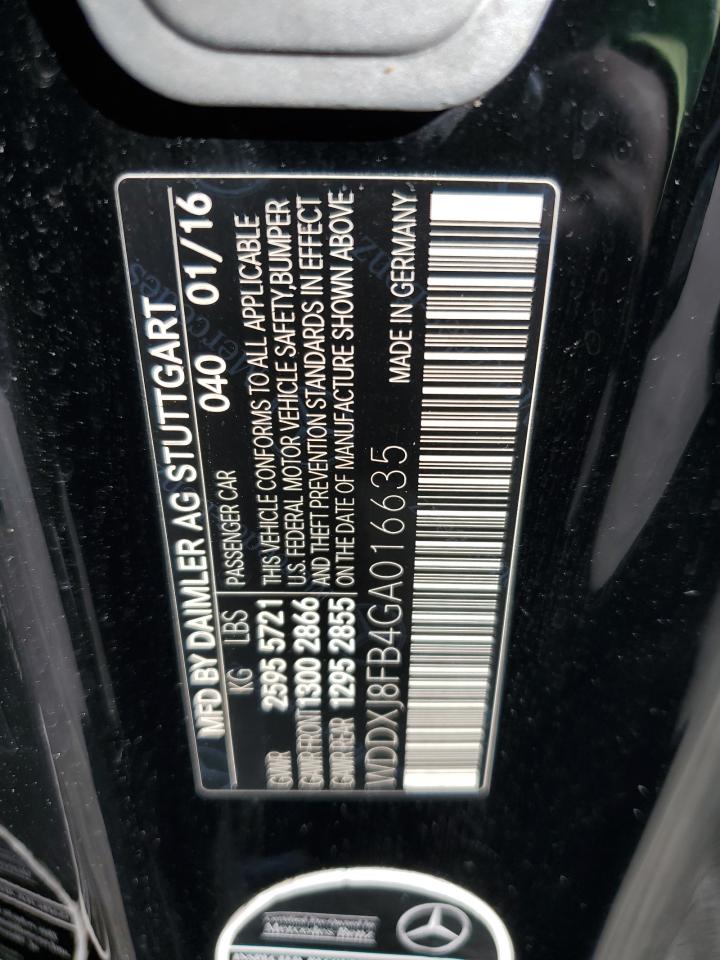 MFD BY DAIMLER AG STUTTGART
040 01/16
KG LBS PASSENGER CAR
GVWR 2595 5721 THIS VEHICLE CONFORMS TO ALL APPLICABLE
GAWR-FRONT 1300 2866 U.S. FEDERAL MOTOR VEHICLE SAFETY,BUMPER
GAWR-REAR 1295 2855 AND THEFT PREVENTION STANDARDS IN EFFECT
ON THE DATE OF MANUFACTURE SHOWN ABOVE
MADE IN GERMANY
WDDXJ8FB4GA016635
Mercedes-Benz